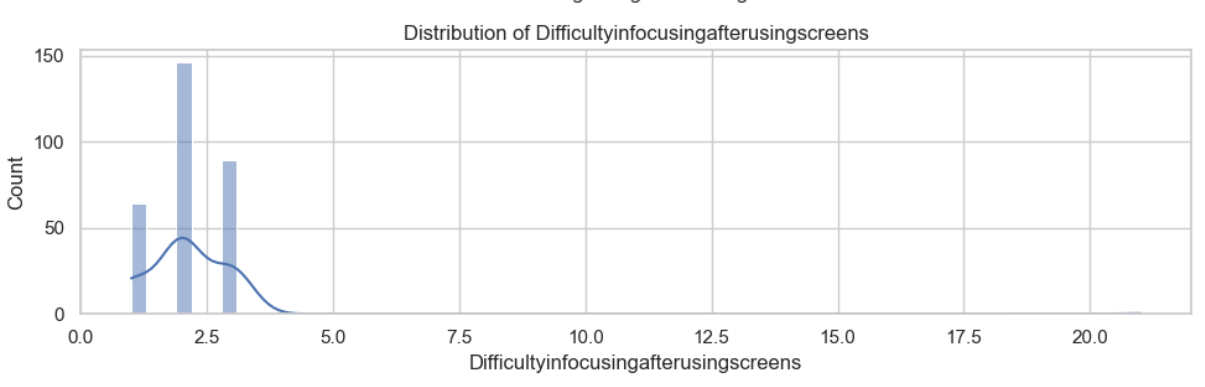 Distribution of Difficultyinfocusingafterusingscreens
150
100
50
0
Count
0.0 2.5 5.0 7.5 10.0 12.5 15.0 17.5 20.0
Difficultyinfocusingafterusingscreens